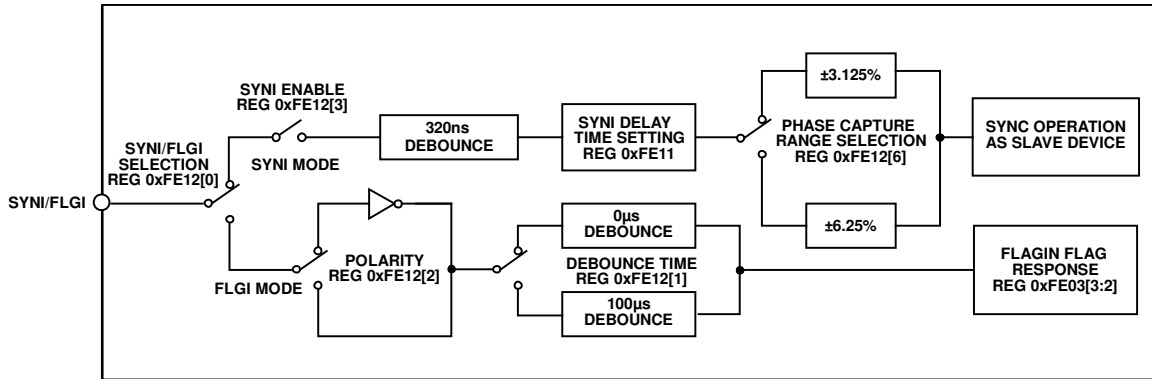 SYNI ENABLE
REG 0xFE12[3]
SYNI/FLGI
SELECTION
REG 0xFE12[0]
SYNI MODE
320ns
DEBOUNCE
SYNI DELAY
TIME SETTING
REG 0xFE11
±3.125%
PHASE CAPTURE
RANGE SELECTION
REG 0xFE12[6]
±6.25%
SYNC OPERATION
AS SLAVE DEVICE
SYNI/FLGI
FLGI MODE
POLARITY
REG 0xFE12[2]
0µs
DEBOUNCE
DEBOUNCE TIME
REG 0xFE12[1]
100µs
DEBOUNCE
FLAGIN FLAG
RESPONSE
REG 0xFE03[3:2]